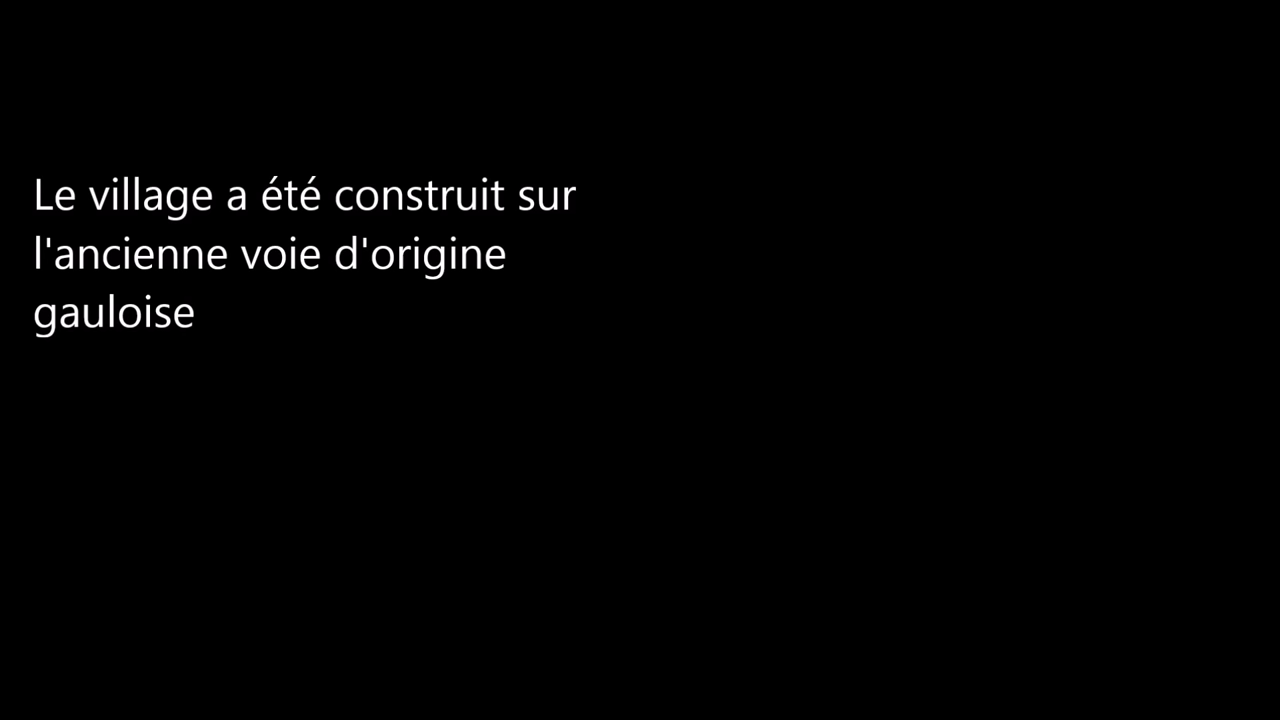 Le village a été construit sur
l'ancienne voie d'origine
gauloise